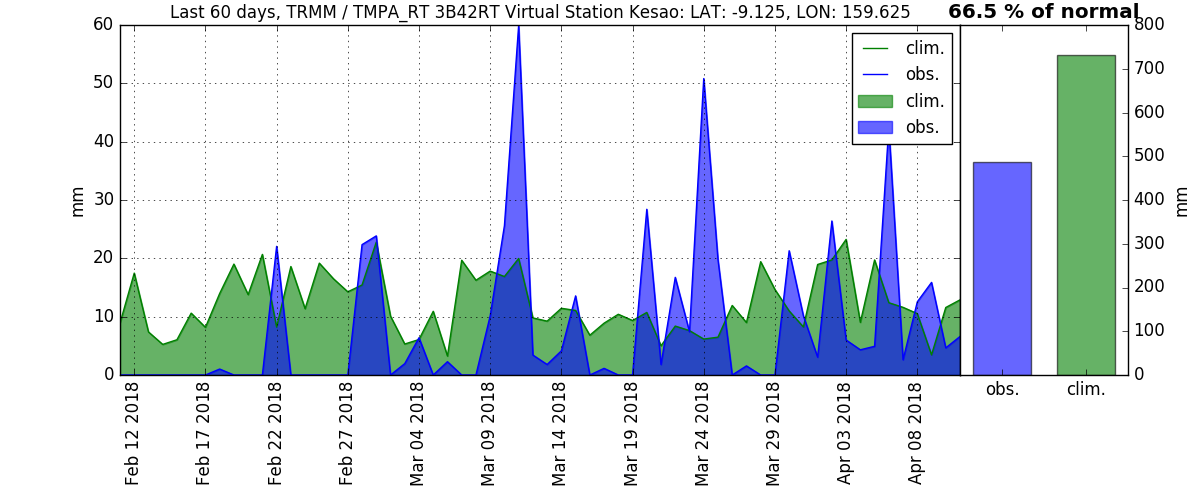 Last 60 days, TRMM / TMPA_RT 3B42RT Virtual Station Kesao: LAT: -9.125, LON: 159.625
66.5 % of normal
60
50
40
30
20
10
0
mm
clim.
obs.
clim.
obs.
800
700
600
500
400
300
200
100
0
mm
obs.
clim.
Feb 12 2018
Feb 17 2018
Feb 22 2018
Feb 27 2018
Mar 04 2018
Mar 09 2018
Mar 14 2018
Mar 19 2018
Mar 24 2018
Mar 29 2018
Apr 03 2018
Apr 08 2018